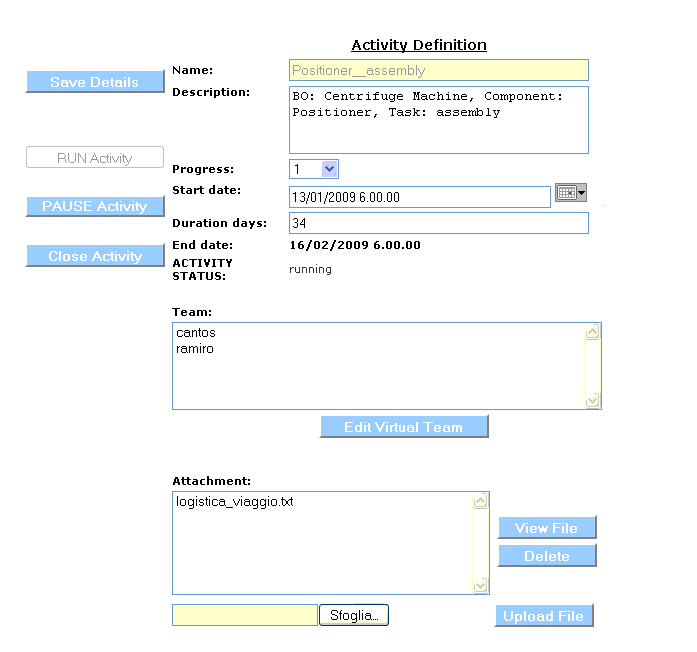 Activity Definition
Save Details
Name:
Positioner__assembly
Description:
BO: Centrifuge Machine, Component:
Positioner, Task: assembly
RUN Activity
Progress:
1
Start date:
13/01/2009 6.00.00
PAUSE Activity
Duration days:
34
End date:
16/02/2009 6.00.00
Close Activity
ACTIVITY
STATUS:
running
Team:
cantos
ramiro
Edit Virtual Team
Attachment:
logistica_viaggio.txt
View File
Delete
Sfoglia...
Upload File